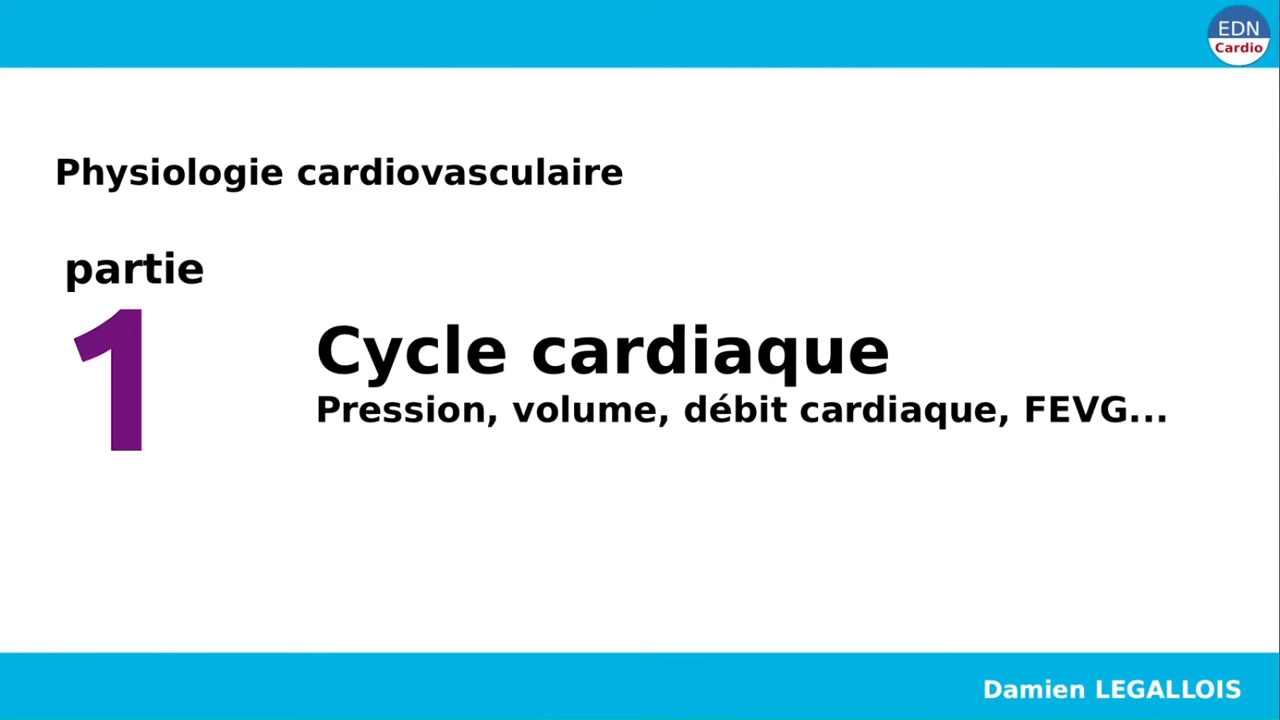 EDN
Cardio
Physiologie cardiovasculaire
partie
1
Cycle cardiaque
Pression, volume, débit cardiaque, FEVG...
Damien LEGALLOIS